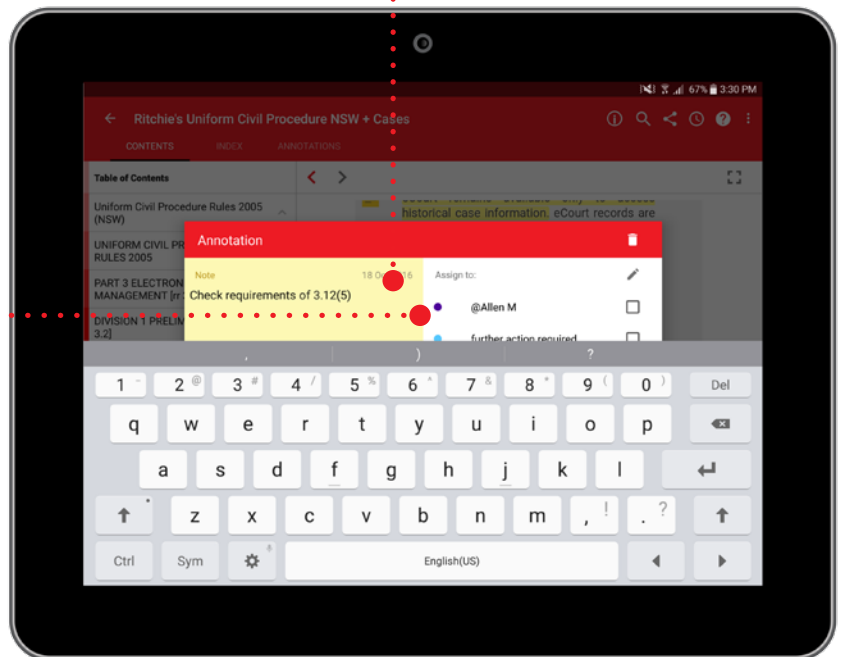 67% 3:30 PM
Ritchie's Uniform Civil Procedure NSW + Cases
CONTENTS INDEX ANNOTATIONS
Table of Contents
Uniform Civil Procedure Rules 2005
(NSW)
historical case information. eCourt records are
UNIFORM CIVIL PR
RULES 2005
PART 3 ELECTRON
MANAGEMENT [rr
DIVISION 1 PRELIM
3.2]
Annotation
Note 18 O 16
Check requirements of 3.12(5)
Assign to:
@Allen M
further action required
, ) ?
1 - 2 @ 3 # 4 / 5 % 6 ^ 7 & 8 * 9 ( 0 ) Del
q w e r t y u i o p
a s d f g h j k l
z x c v b n m , ! . ?
Ctrl Sym English(US)